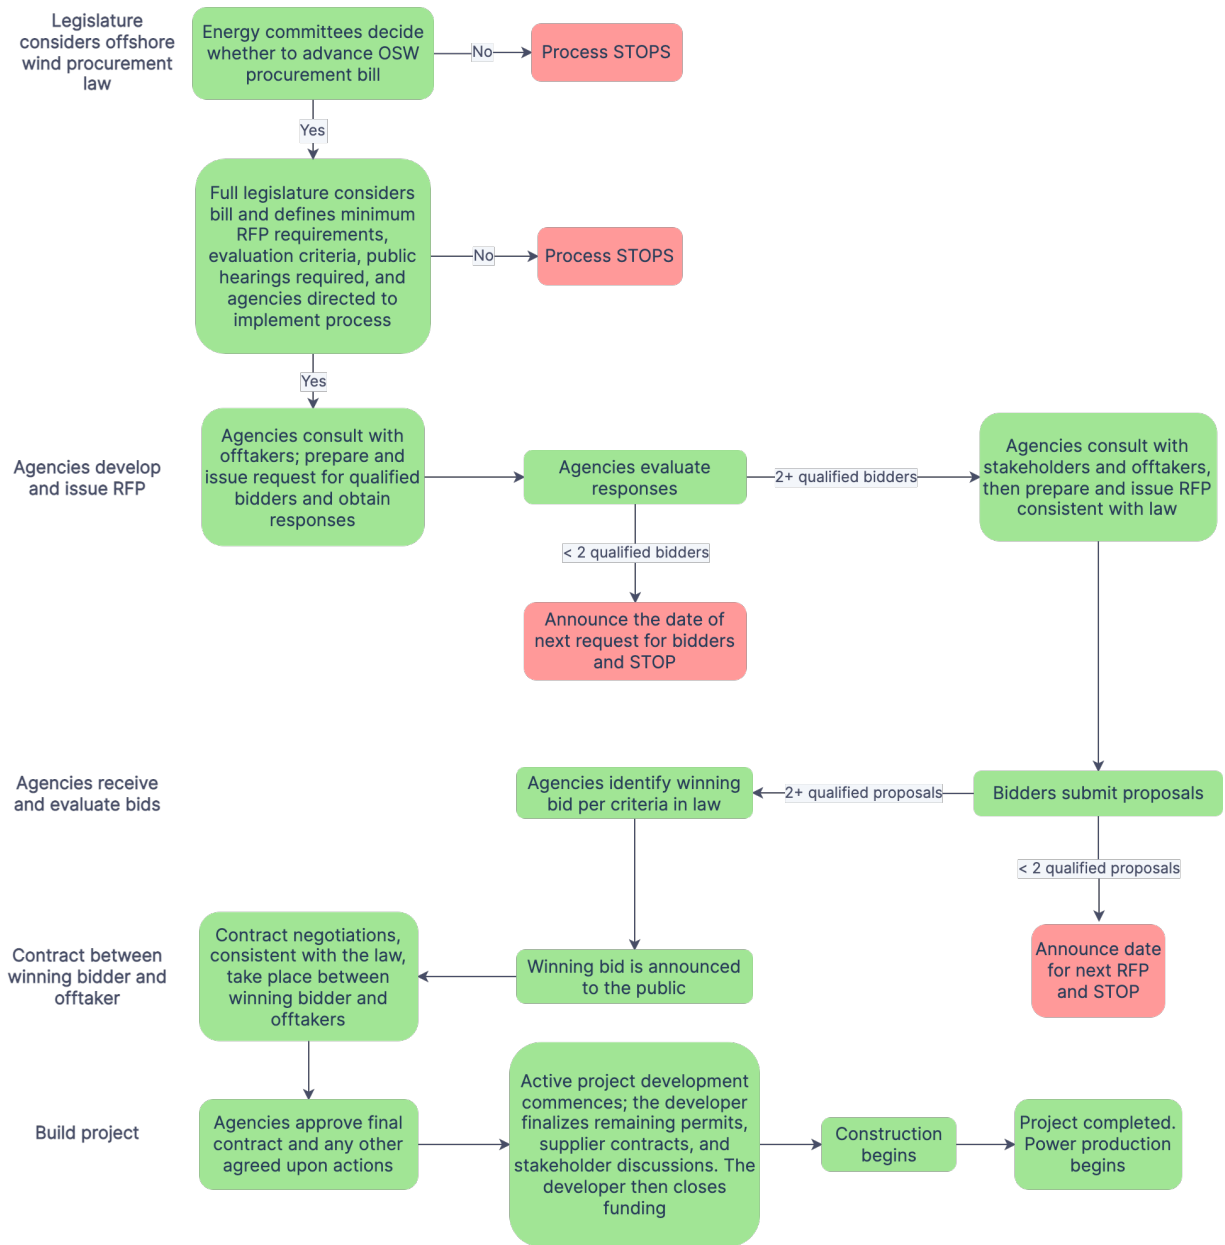 Legislature
considers offshore
wind procurement
law
Energy committees decide
whether to advance OSW
procurement bill
No
Process STOPS
Yes
Full legislature considers
bill and defines minimum
RFP requirements,
evaluation criteria, public
hearings required, and
agencies directed to
implement process
No
Process STOPS
Yes
Agencies develop
and issue RFP
Agencies consult with
offtakers; prepare and
issue request for qualified
bidders and obtain
responses
Agencies evaluate
responses
2+ qualified bidders
Agencies consult with
stakeholders and offtakers,
then prepare and issue RFP
consistent with law
< 2 qualified bidders
Announce the date of
next request for bidders
and STOP
Agencies receive
and evaluate bids
Agencies identify winning
bid per criteria in law
2+ qualified proposals
Bidders submit proposals
< 2 qualified proposals
Announce date
for next RFP
and STOP
Contract between
winning bidder and
offtaker
Contract negotiations,
consistent with the law,
take place between
winning bidder and
offtakers
Winning bid is announced
to the public
Build project
Agencies approve final
contract and any other
agreed upon actions
Active project development
commences; the developer
finalizes remaining permits,
supplier contracts, and
stakeholder discussions. The
developer then closes
funding
Construction
begins
Project completed.
Power production
begins